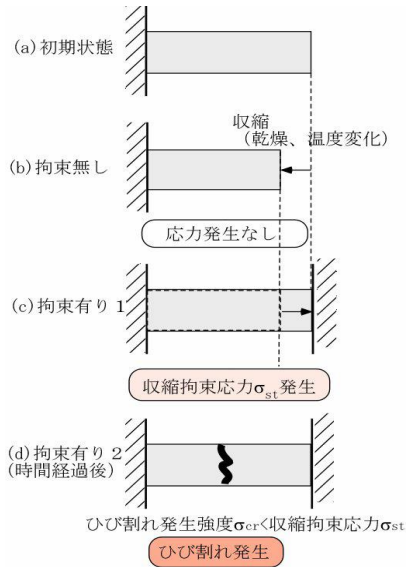 (a)初期状態
収縮
(乾燥、温度変化)
(b)拘束無し
応力発生なし
(c)拘束有り1
収縮拘束応力σst発生
(d)拘束有り2
(時間経過後)
ひび割れ発生強度σcr<収縮拘束応力σst
ひび割れ発生